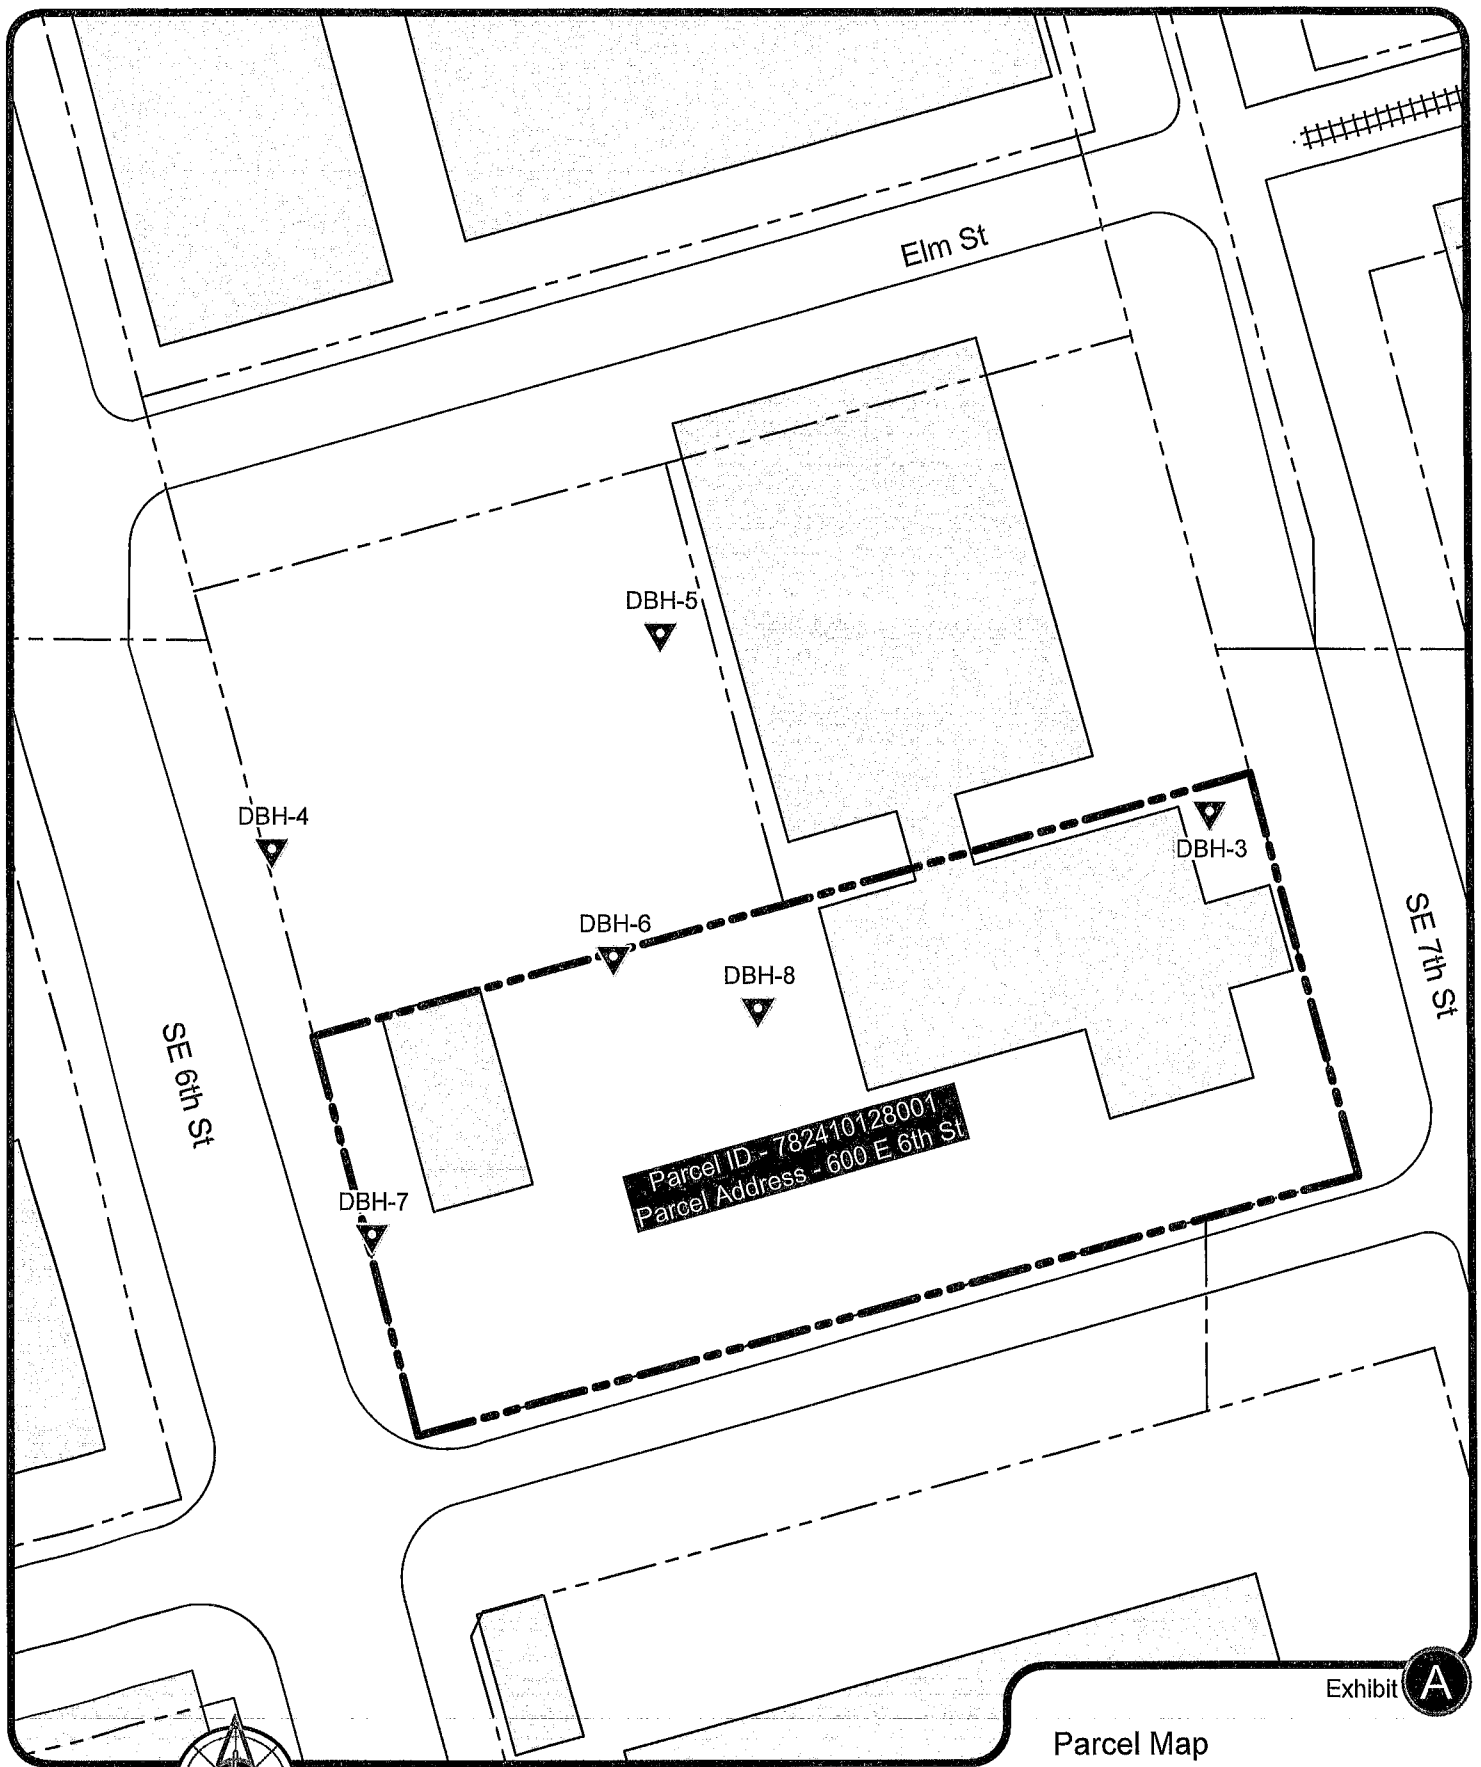 Elm St
DBH-5
DBH-4
DBH-3
DBH-6
DBH-8
SE 7th St
SE 6th St
Parcel ID - 782410128001
Parcel Address - 600 E 6th St
DBH-7
Exhibit A
Parcel Map